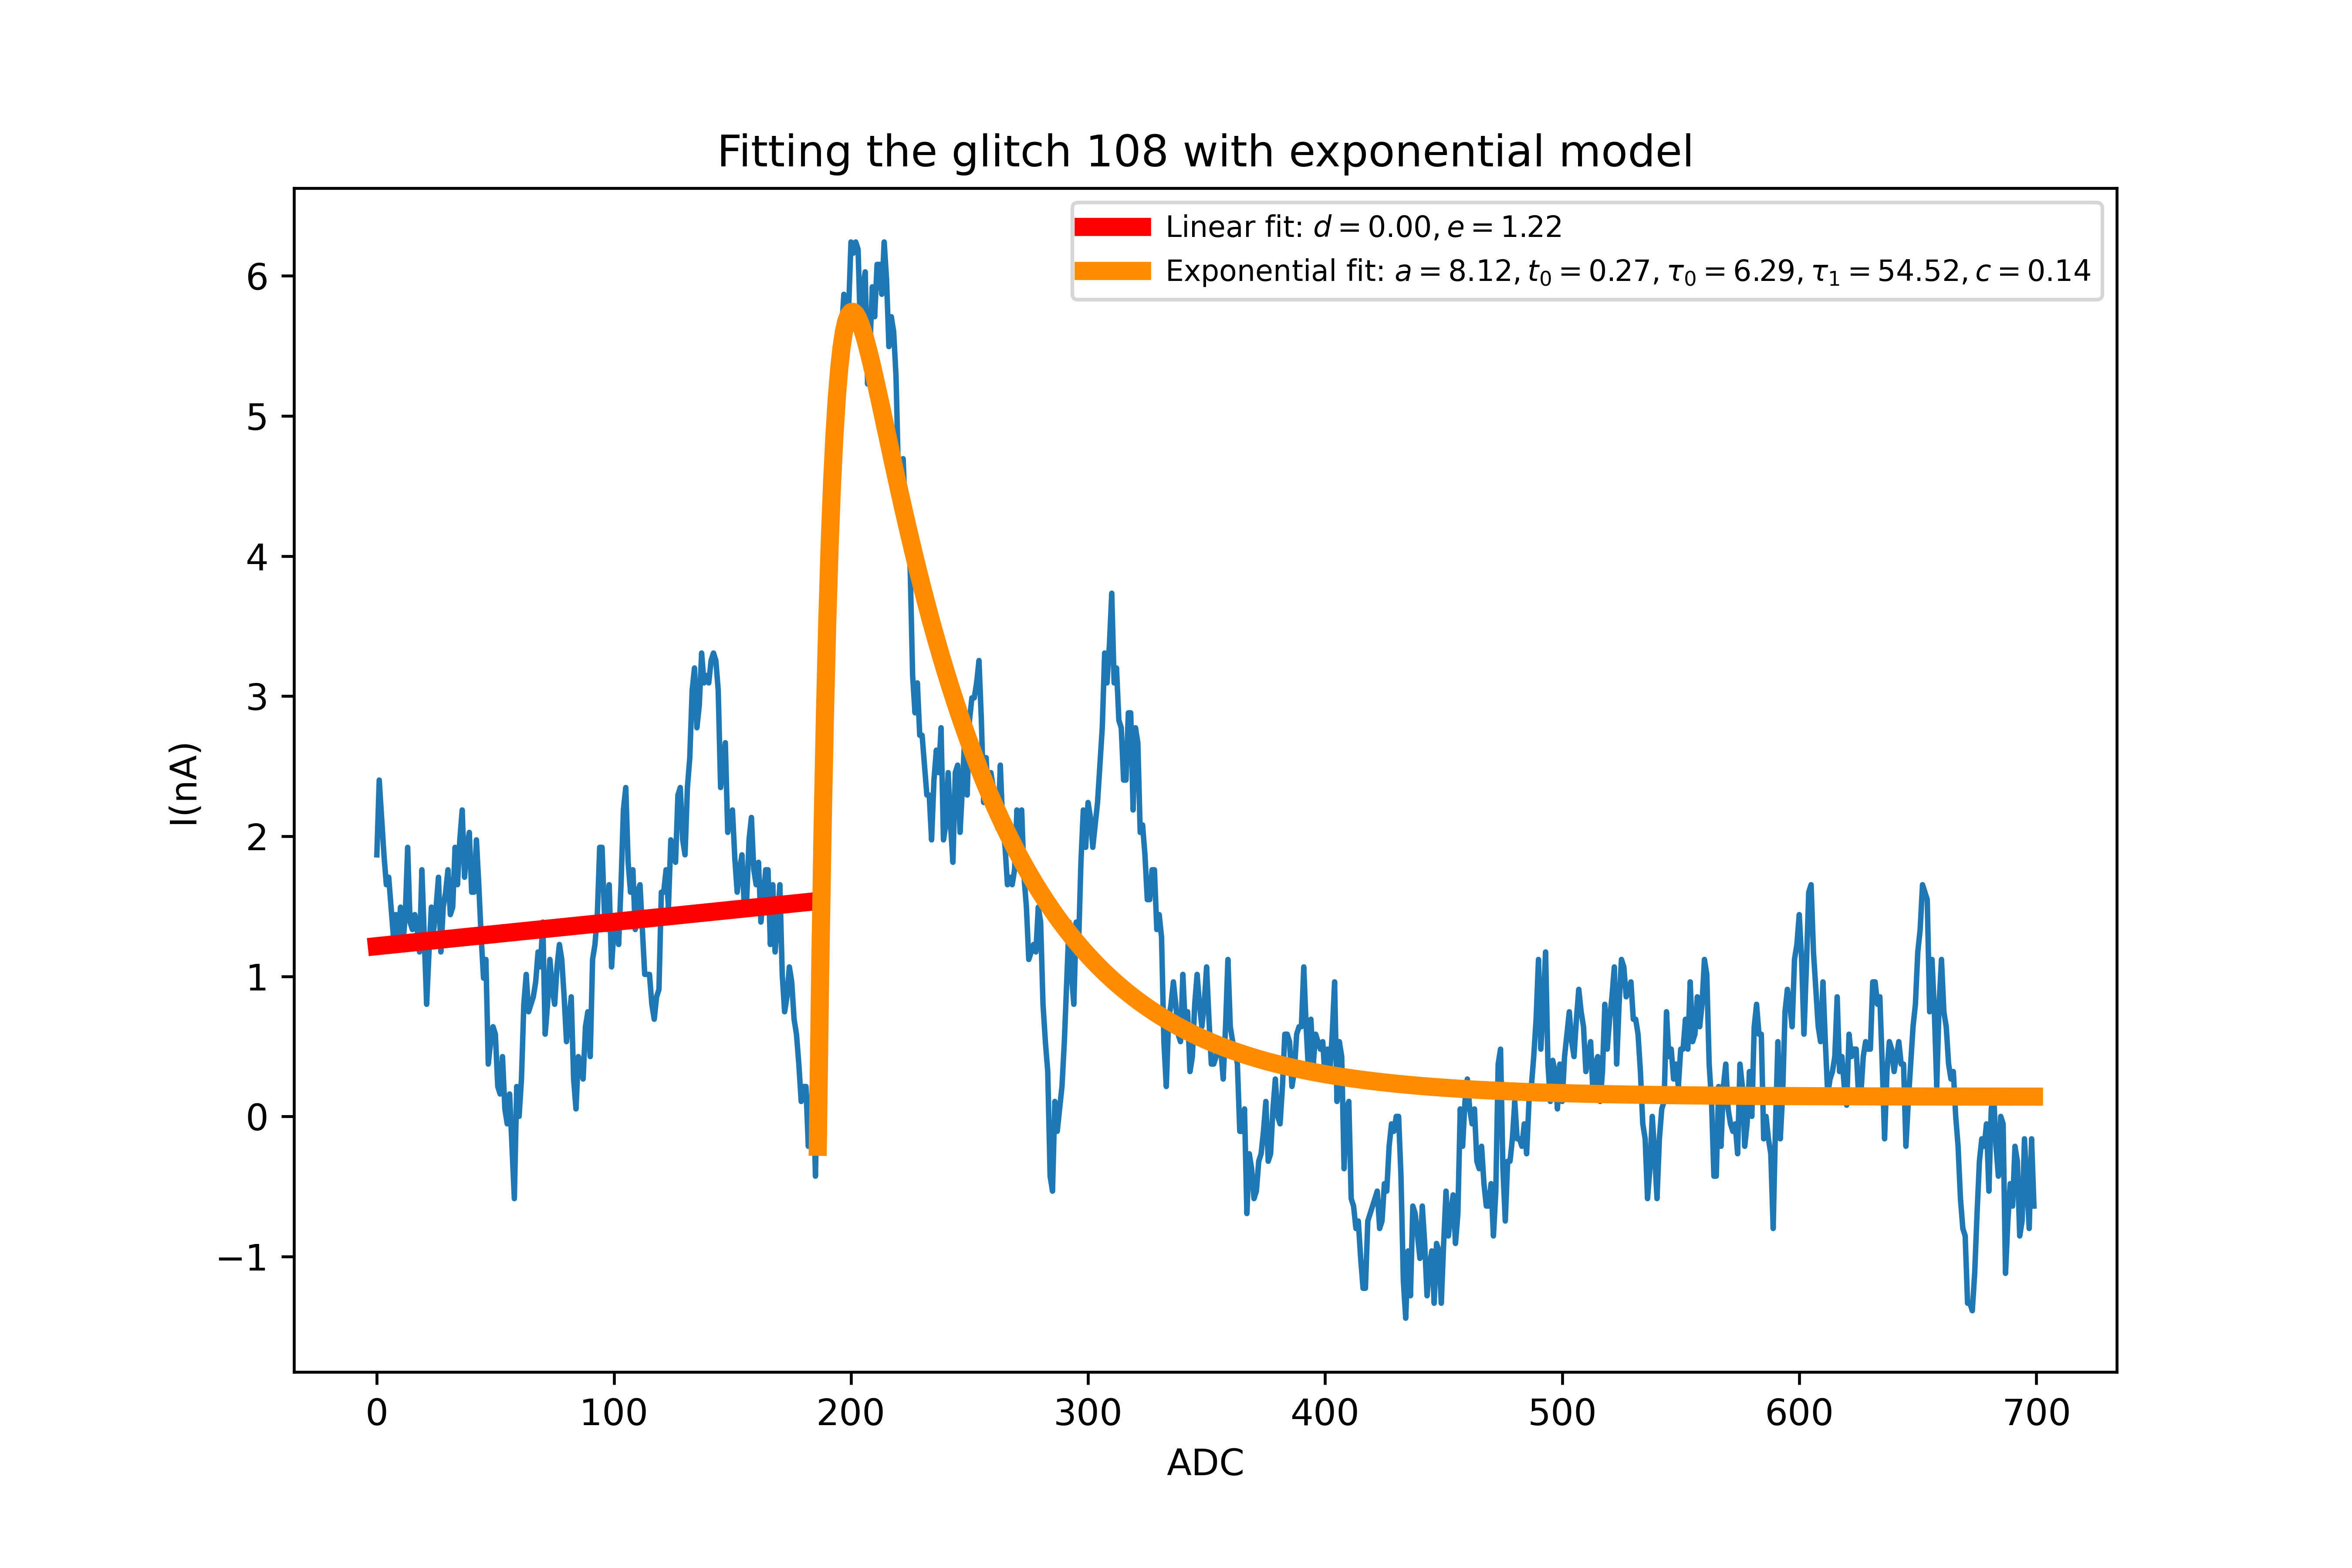 Fitting the glitch 108 with exponential model
Linear fit: d = 0.00, e = 1.22
Exponential fit: a = 8.12, t₀ = 0.27, τ₀ = 6.29, τ₁ = 54.52, c = 0.14
6
5
4
3
2
1
0
−1
I(nA)
0 100 200 300 400 500 600 700
ADC